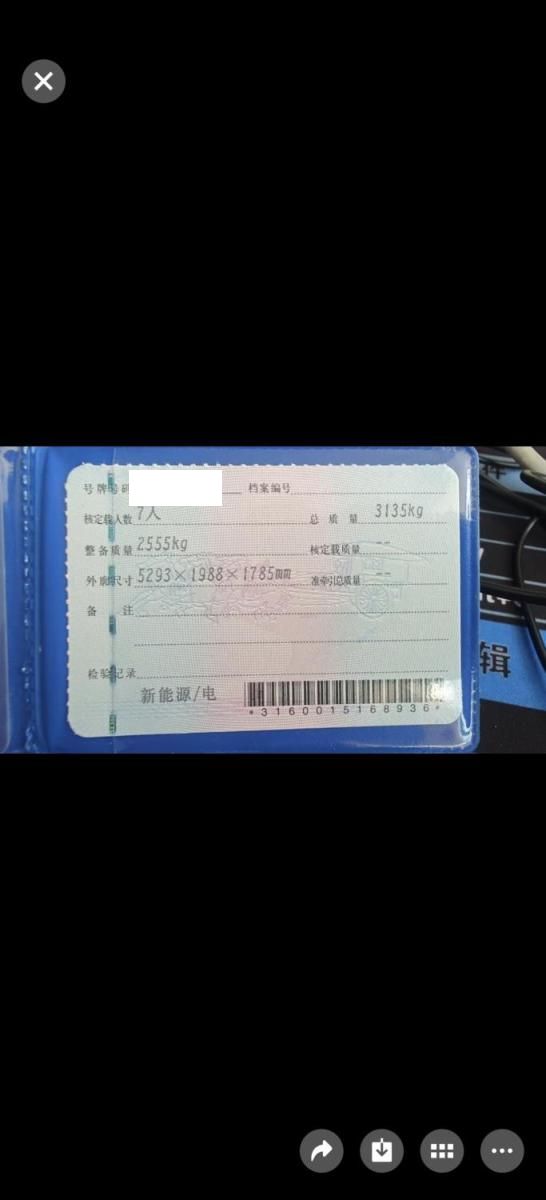 号牌号码 档案编号
核定载人数 7人 总质量 3135kg
整备质量 2555kg 核定载质量 --
外廓尺寸 5293×1988×1785mm 准牵引总质量 --
备注
检验记录
新能源/电
*3160015168936*
辑